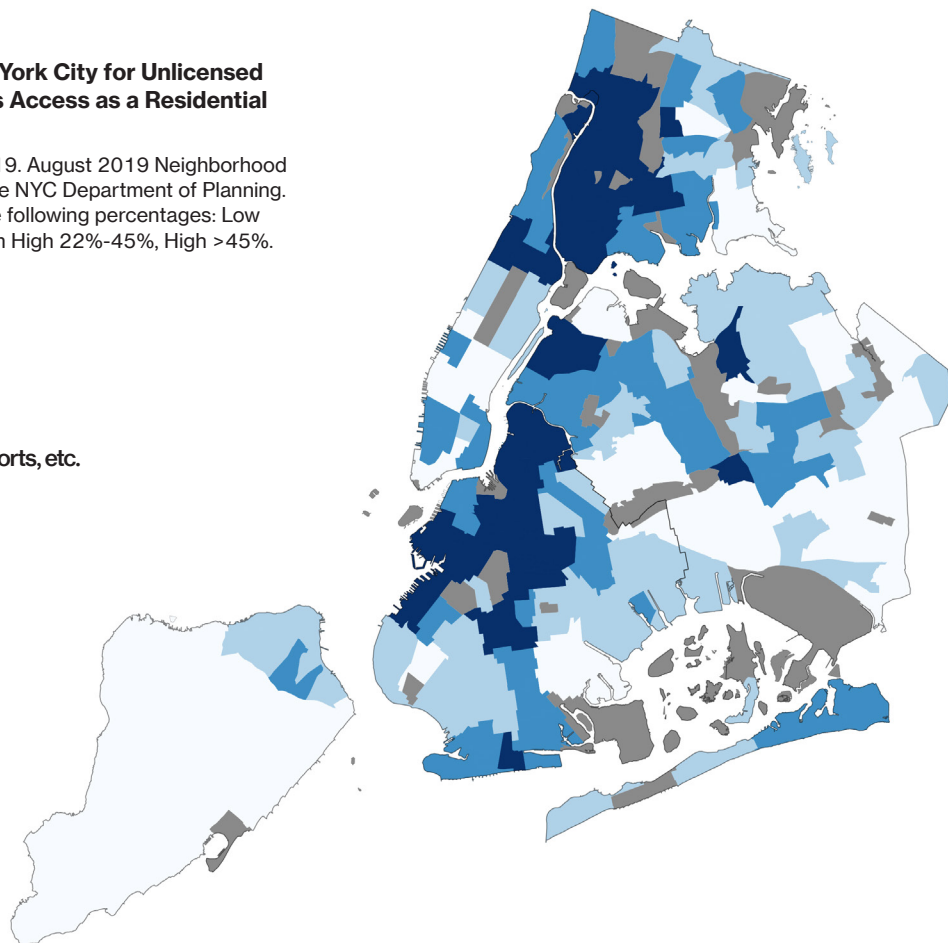 York City for Unlicensed
s Access as a Residential
19. August 2019 Neighborhood
e NYC Department of Planning.
e following percentages: Low
n High 22%-45%, High >45%.
orts, etc.